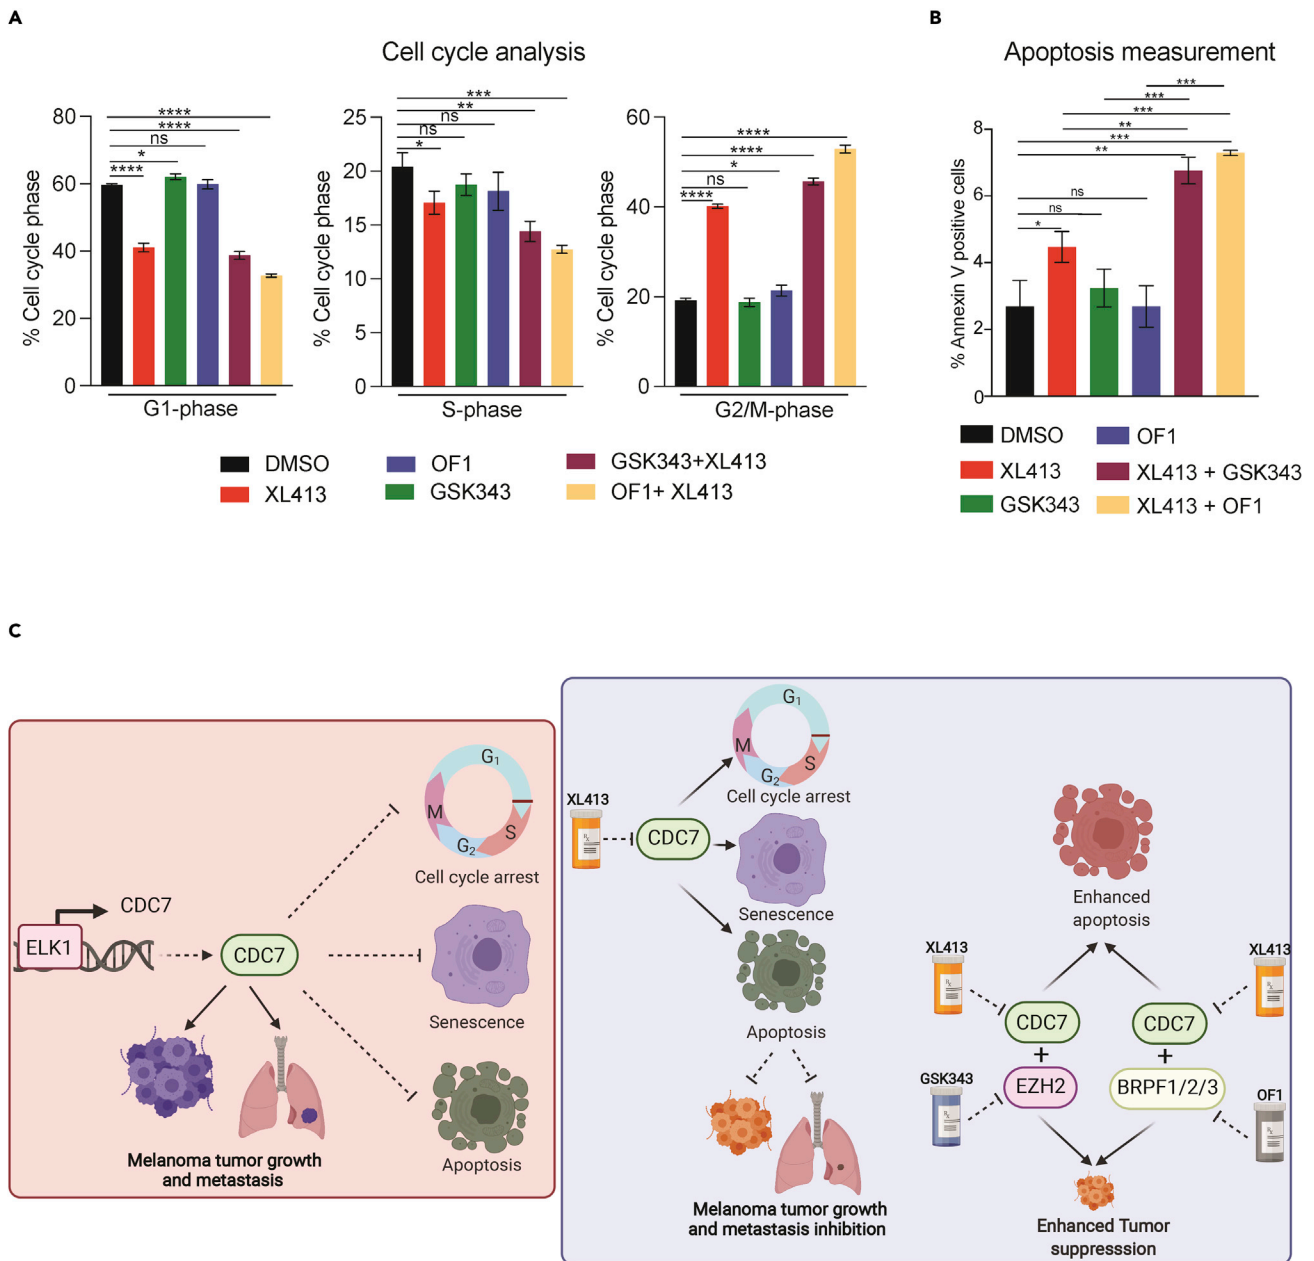 A
Cell cycle analysis
% Cell cycle phase
80
60
40
20
0
****
****
ns
*
****
G1-phase
% Cell cycle phase
25
20
15
10
5
0
***
**
ns
ns
*
S-phase
% Cell cycle phase
60
40
20
0
****
****
*
ns
****
G2/M-phase
DMSO
OF1
GSK343+XL413
XL413
GSK343
OF1+ XL413
B
Apoptosis measurement
% Annexin V positive cells
8
6
4
2
0
***
***
***
**
***
**
ns
ns
*
DMSO
OF1
XL413
XL413 + GSK343
GSK343
XL413 + OF1
C
G1
M
G2
S
Cell cycle arrest
CDC7
ELK1
CDC7
Senescence
Apoptosis
Melanoma tumor growth
and metastasis
G1
M
G2
S
Cell cycle arrest
XL413
Rx
CDC7
Senescence
Apoptosis
Melanoma tumor growth
and metastasis inhibition
Enhanced
apoptosis
XL413
Rx
XL413
Rx
CDC7
CDC7
+
+
GSK343
Rx
EZH2
BRPF1/2/3
OF1
Rx
Enhanced Tumor
suppresssion